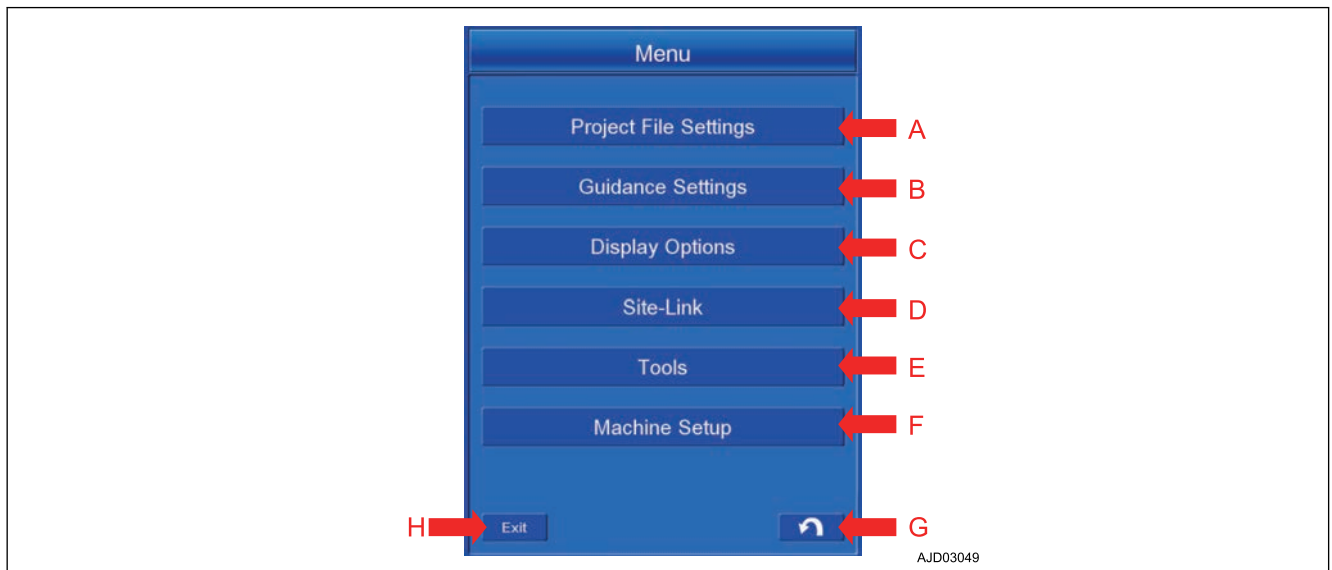 Menu
Project File Settings
A
Guidance Settings
B
Display Options
C
Site-Link
D
Tools
E
Machine Setup
F
H
Exit
G
AJD03049